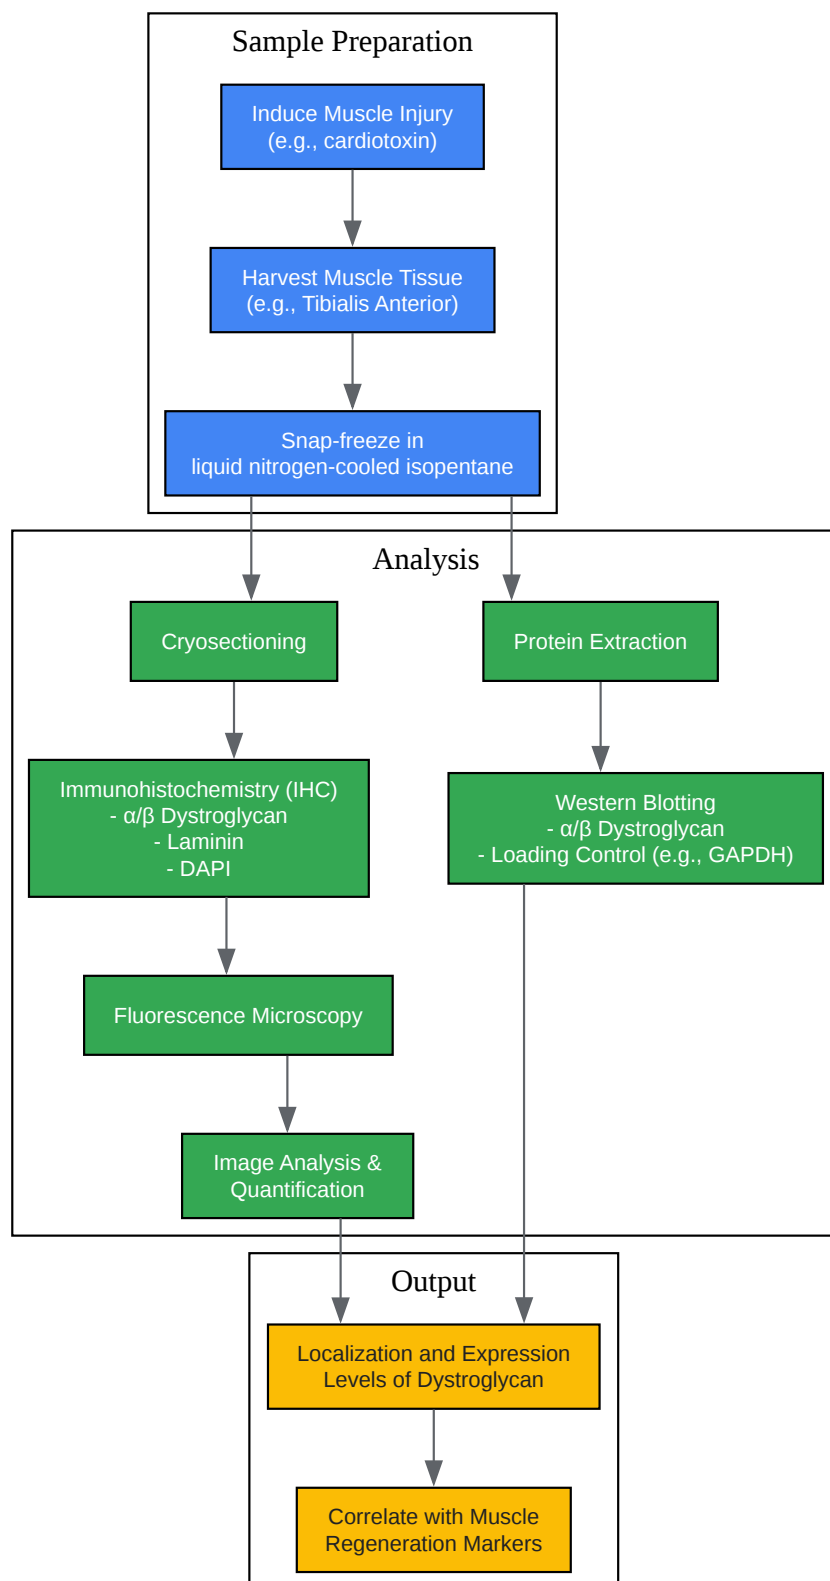 Sample Preparation
Induce Muscle Injury
(e.g., cardiotoxin)
Harvest Muscle Tissue
(e.g., Tibialis Anterior)
Snap-freeze in
liquid nitrogen-cooled isopentane
Analysis
Cryosectioning
Protein Extraction
Immunohistochemistry (IHC)
- α/β Dystroglycan
- Laminin
- DAPI
Western Blotting
- α/β Dystroglycan
- Loading Control (e.g., GAPDH)
Fluorescence Microscopy
Image Analysis &
Quantification
Output
Localization and Expression
Levels of Dystroglycan
Correlate with Muscle
Regeneration Markers